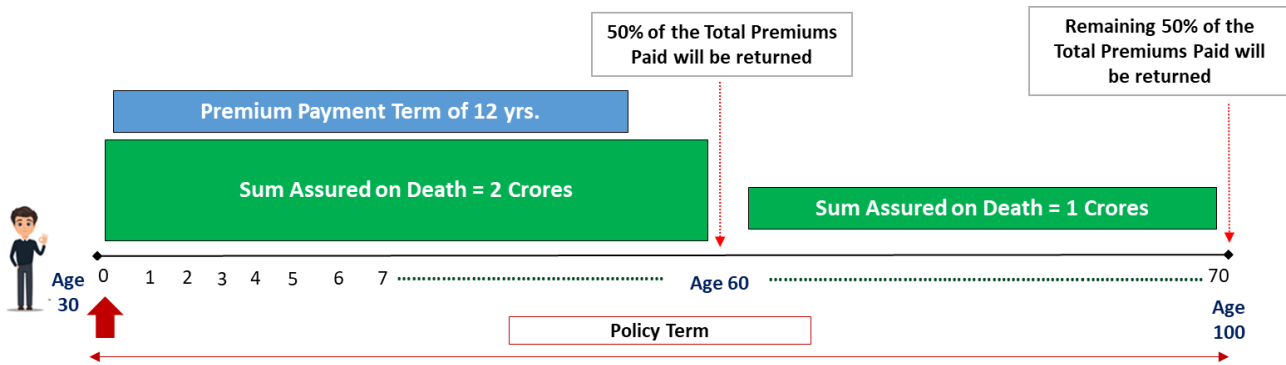 50% of the Total Premiums
Paid will be returned
Remaining 50% of the
Total Premiums Paid will
be returned
Premium Payment Term of 12 yrs.
Sum Assured on Death = 2 Crores
Sum Assured on Death = 1 Crores
Age
30
0 1 2 3 4 5 6 7
Age 60
70
Age
100
Policy Term